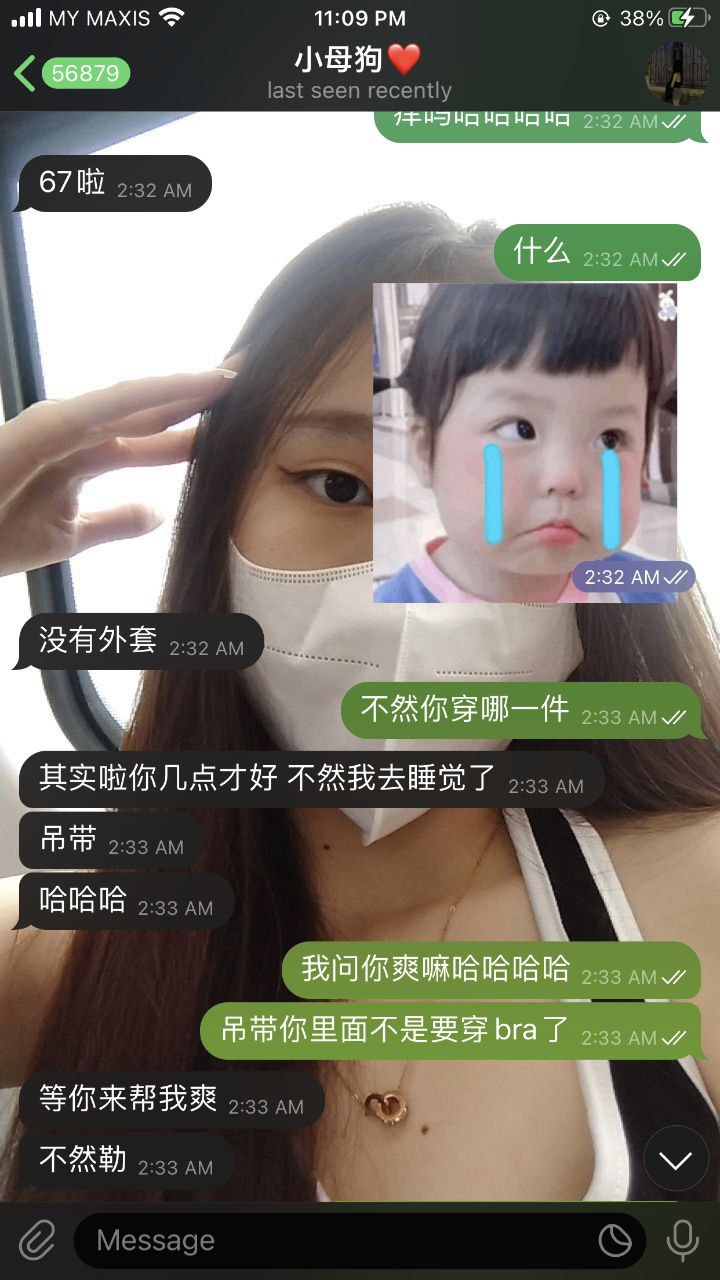 MY MAXIS 11:09 PM 38%
56879 小母狗❤️
last seen recently
痒吗哈哈哈哈 2:32 AM
67啦 2:32 AM
什么 2:32 AM
2:32 AM
没有外套 2:32 AM
不然你穿哪一件 2:33 AM
其实啦你几点才好 不然我去睡觉了 2:33 AM
吊带 2:33 AM
哈哈哈 2:33 AM
我问你爽嘛哈哈哈哈 2:33 AM
吊带你里面不是要穿bra了 2:33 AM
等你来帮我爽 2:33 AM
不然勒 2:33 AM
Message